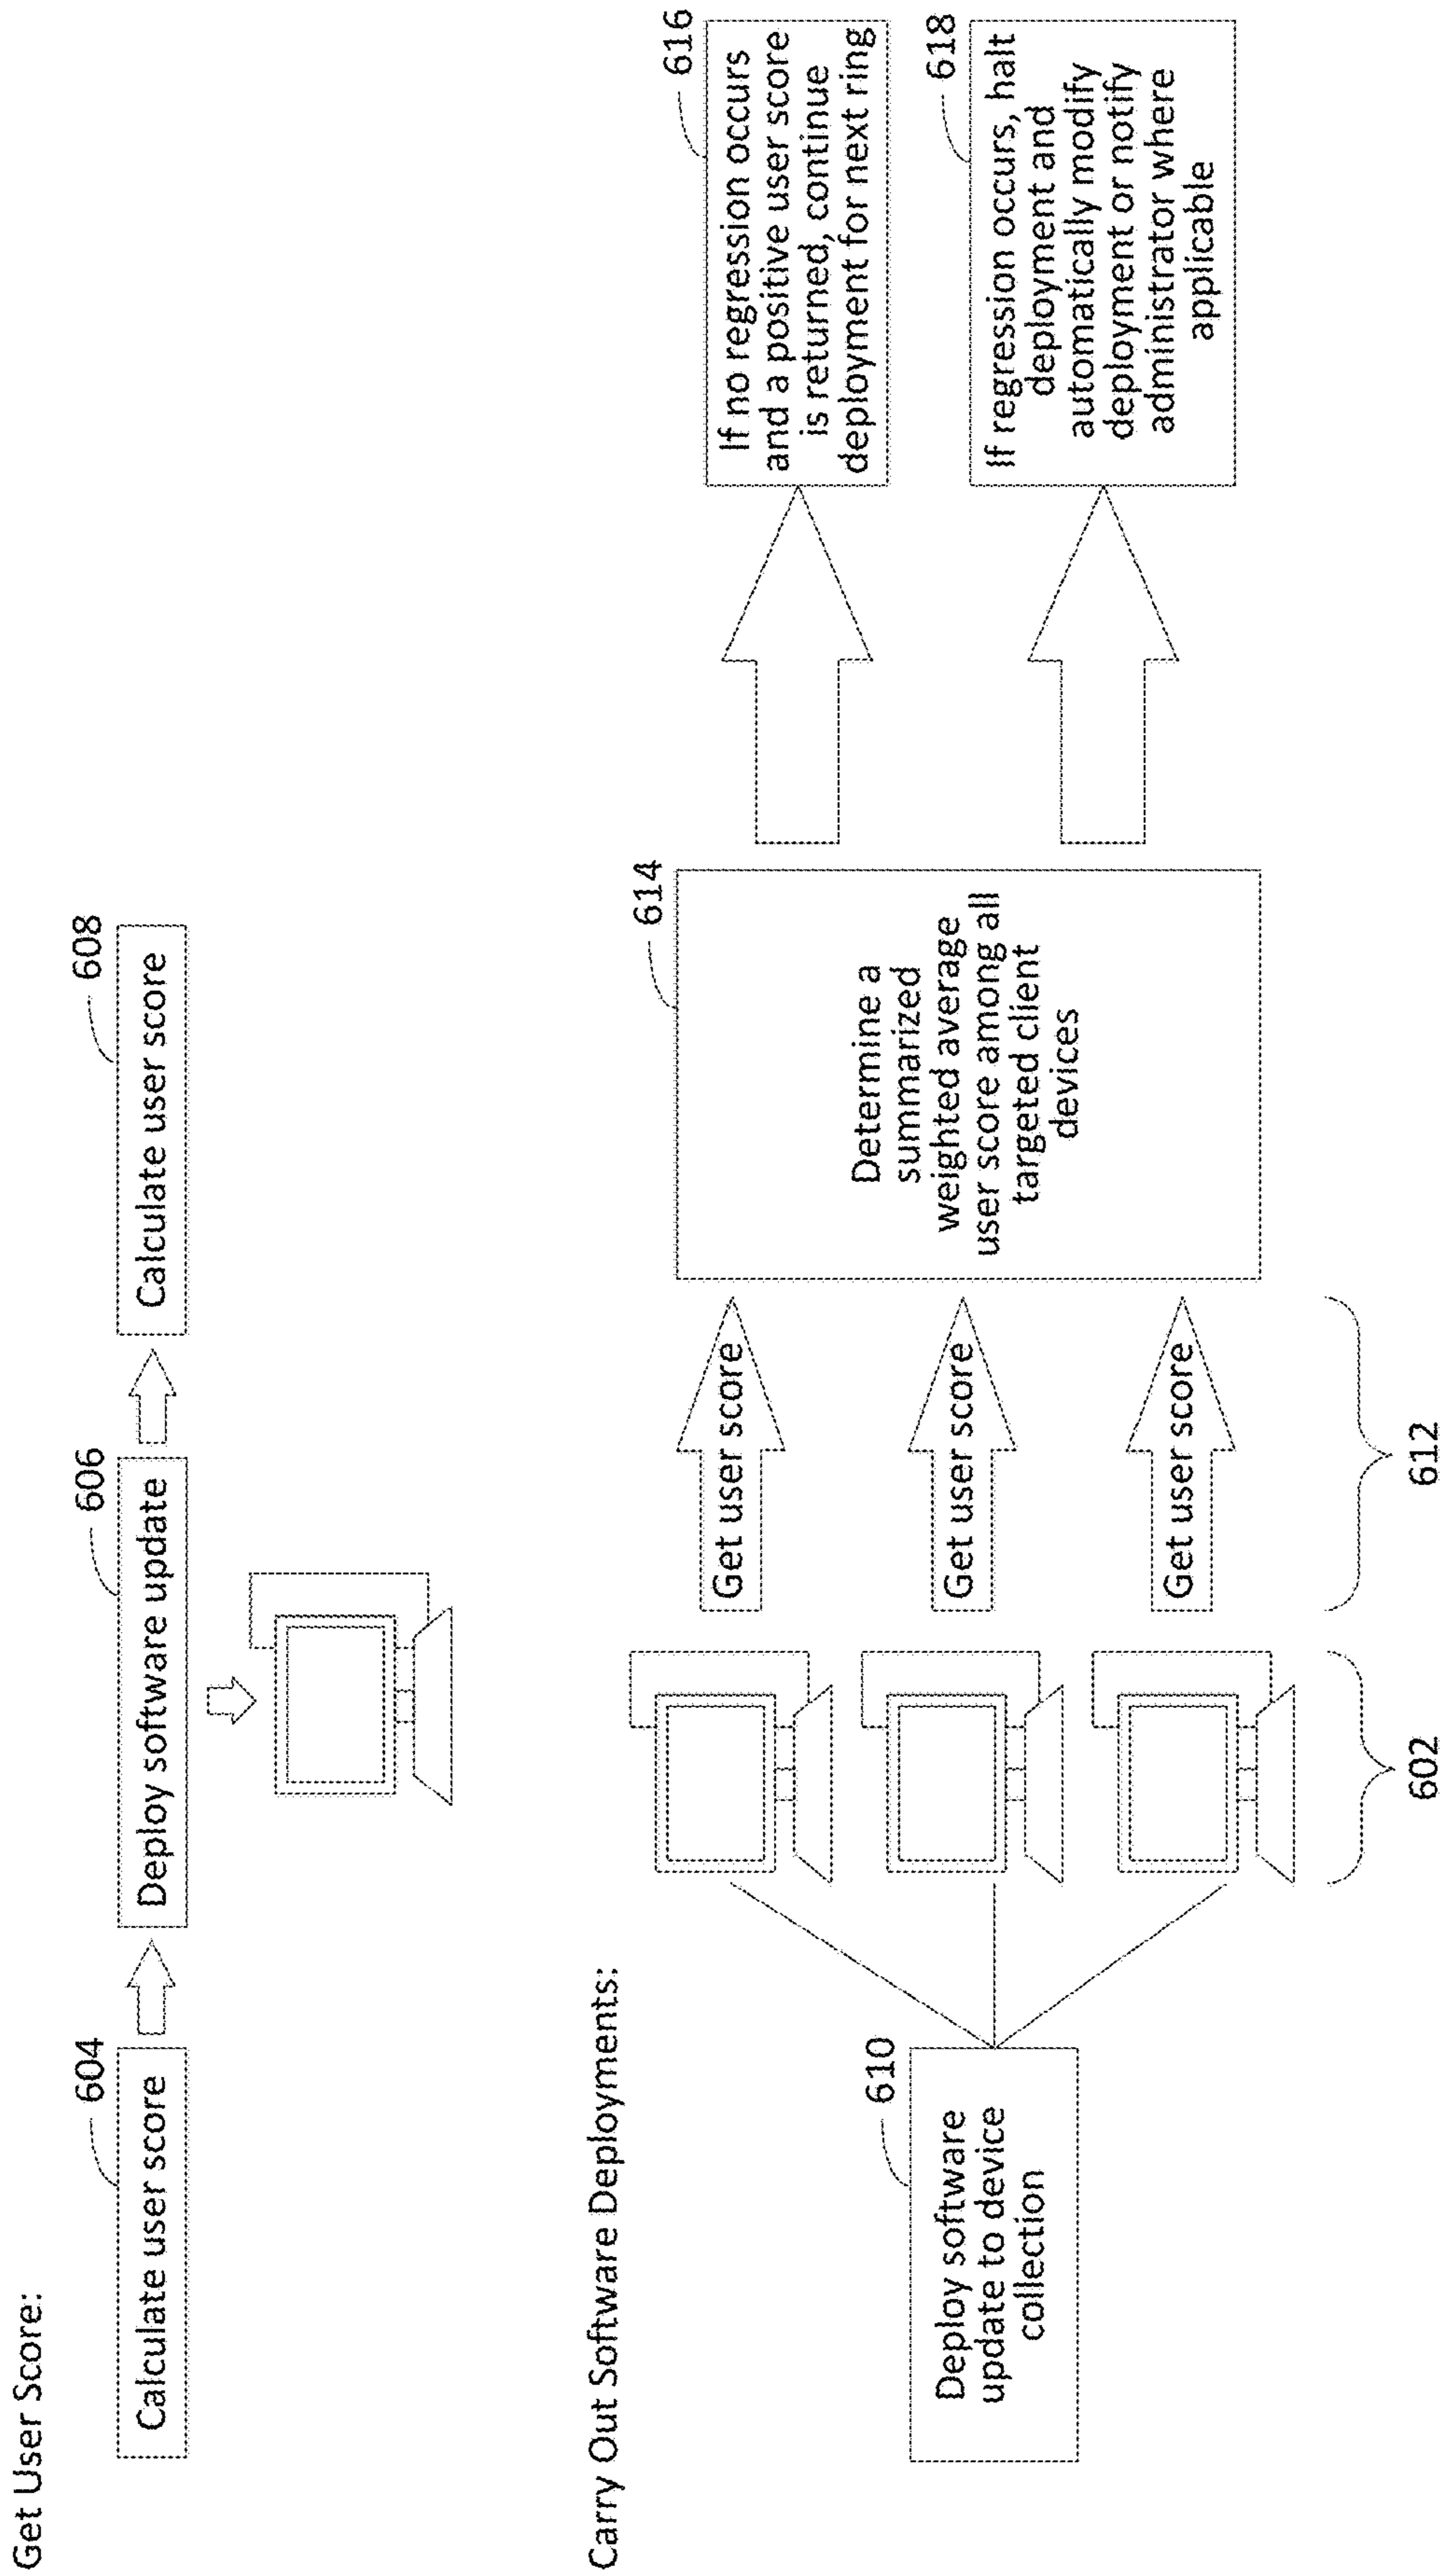 Get User Score:
604
Calculate user score
606
Deploy software update
608
Calculate user score
Carry Out Software Deployments:
610
Deploy software
update to device
collection
602
Get user score
Get user score
Get user score
612
614
Determine a
summarized
weighted average
user score among all
targeted client
devices
616
If no regression occurs
and a positive user score
is returned, continue
deployment for next ring
618
If regression occurs, halt
deployment and
automatically modify
deployment or notify
administrator where
applicable